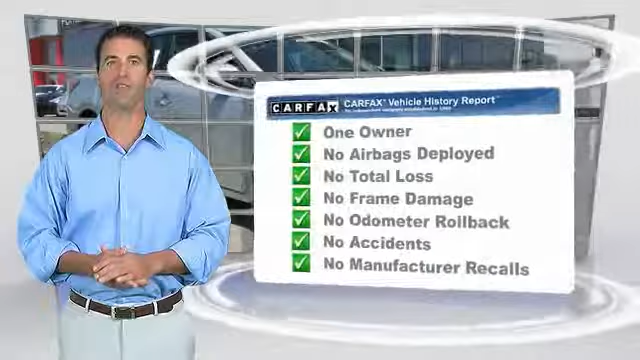 CARFAX CARFAX Vehicle History Report™
One Owner
No Airbags Deployed
No Total Loss
No Frame Damage
No Odometer Rollback
No Accidents
No Manufacturer Recalls